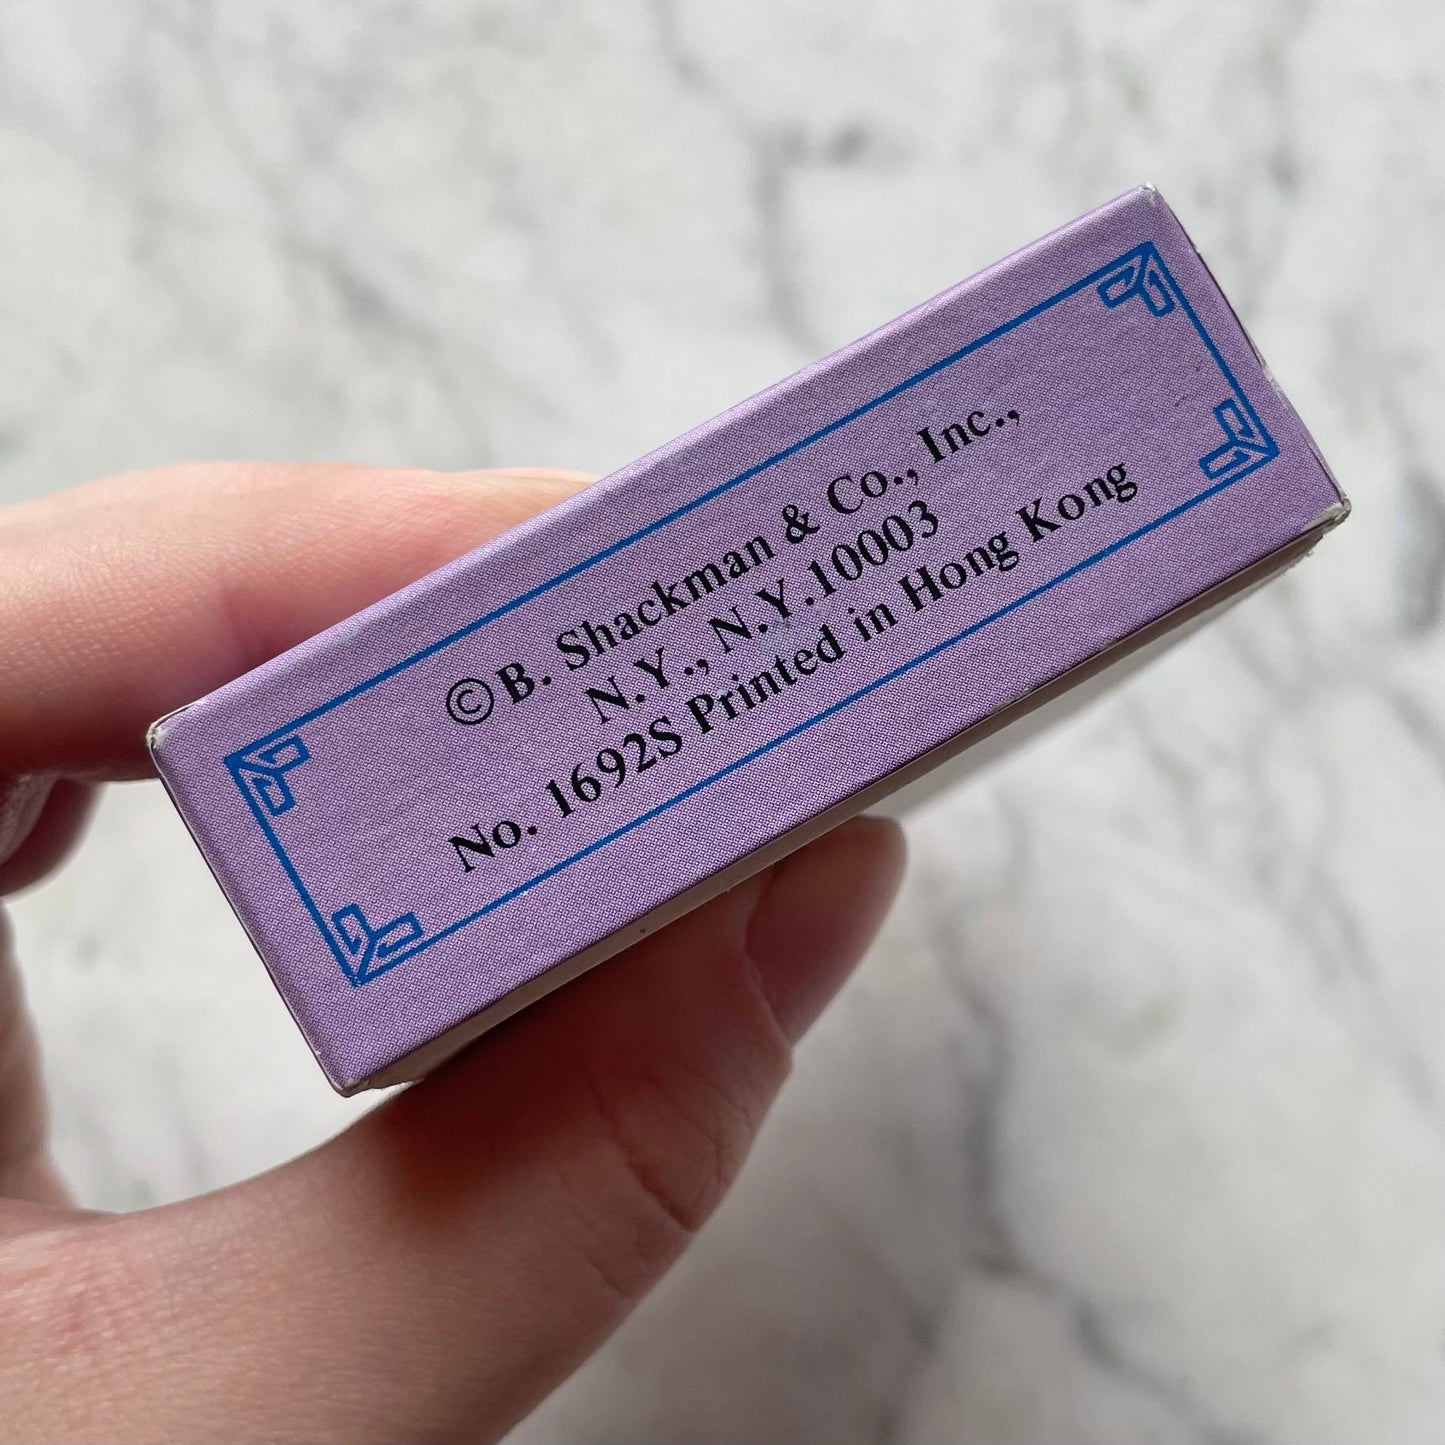 ©B. Shackman & Co., Inc.,
N.Y., N.Y.10003
No. 1692S Printed in Hong Kong